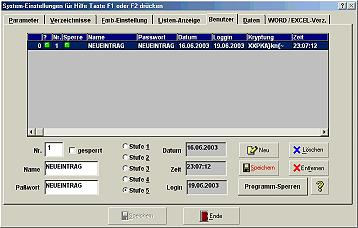 System-Einstellungen für Hilfe Taste F1 oder F2 drücken
Parameter Verzeichnisse Farb-Einstellung Listen-Anzeige Benutzer Daten WORD / EXCEL-Verz.
? Nr. Sperre Name Passwort Datum Loggin Kryptung Zeit
0 1 NEUEINTRAG NEUEINTRAG 16.06.2003 19.06.2003 23:07:12
Nr. 1 gesperrt Stufe 1 Datum 16.06.2003 Neu Löschen
Stufe 2
Name NEUEINTRAG Stufe 3 Zeit 23:07:12 Speichern Entfernen
Stufe 4
Paßwort NEUEINTRAG Stufe 5 Login 19.06.2003 Programm-Sperren ?
Speichern Ende